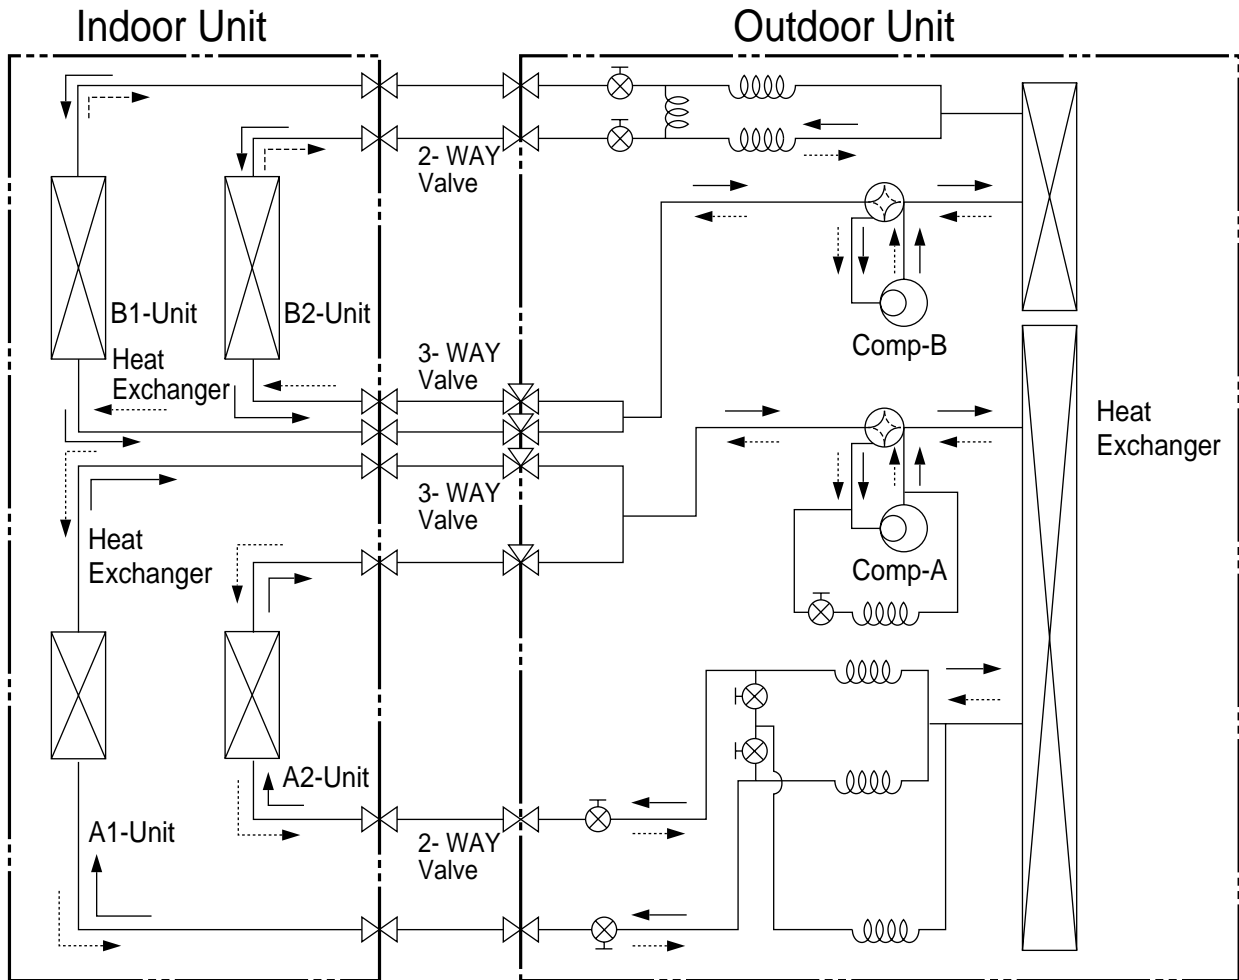 Indoor Unit
Outdoor Unit
2- WAY
Valve
B1-Unit
B2-Unit
Heat
Exchanger
3- WAY
Valve
Comp-B
Heat
Exchanger
3- WAY
Valve
Heat
Exchanger
Comp-A
A2-Unit
A1-Unit
2- WAY
Valve